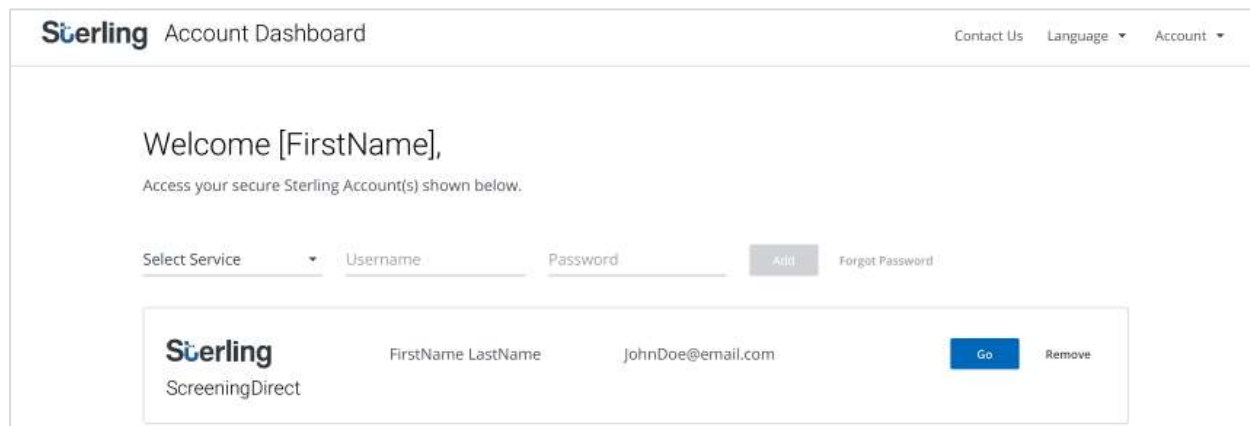 Sterling Account Dashboard Contact Us Language Account
Welcome [FirstName],
Access your secure Sterling Account(s) shown below.
Select Service Username Password Add Forgot Password
Sterling FirstName LastName JohnDoe@email.com Go Remove
ScreeningDirect